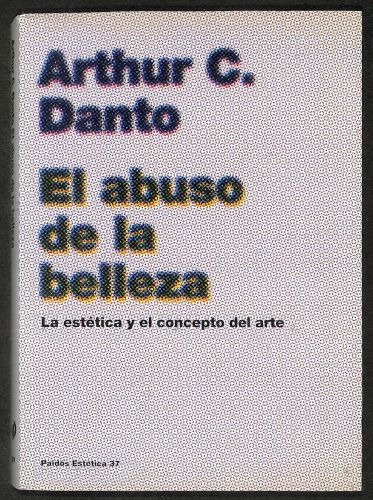 Arthur C.
Danto
El abuso
de la
belleza
La estética y el concepto del arte
Paidós Estética 37